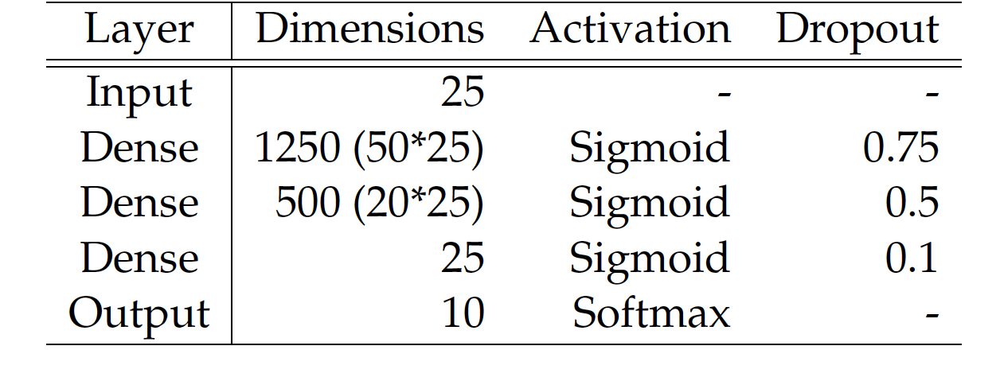 Layer Dimensions Activation Dropout
Input 25 - -
Dense 1250 (50*25) Sigmoid 0.75
Dense 500 (20*25) Sigmoid 0.5
Dense 25 Sigmoid 0.1
Output 10 Softmax -